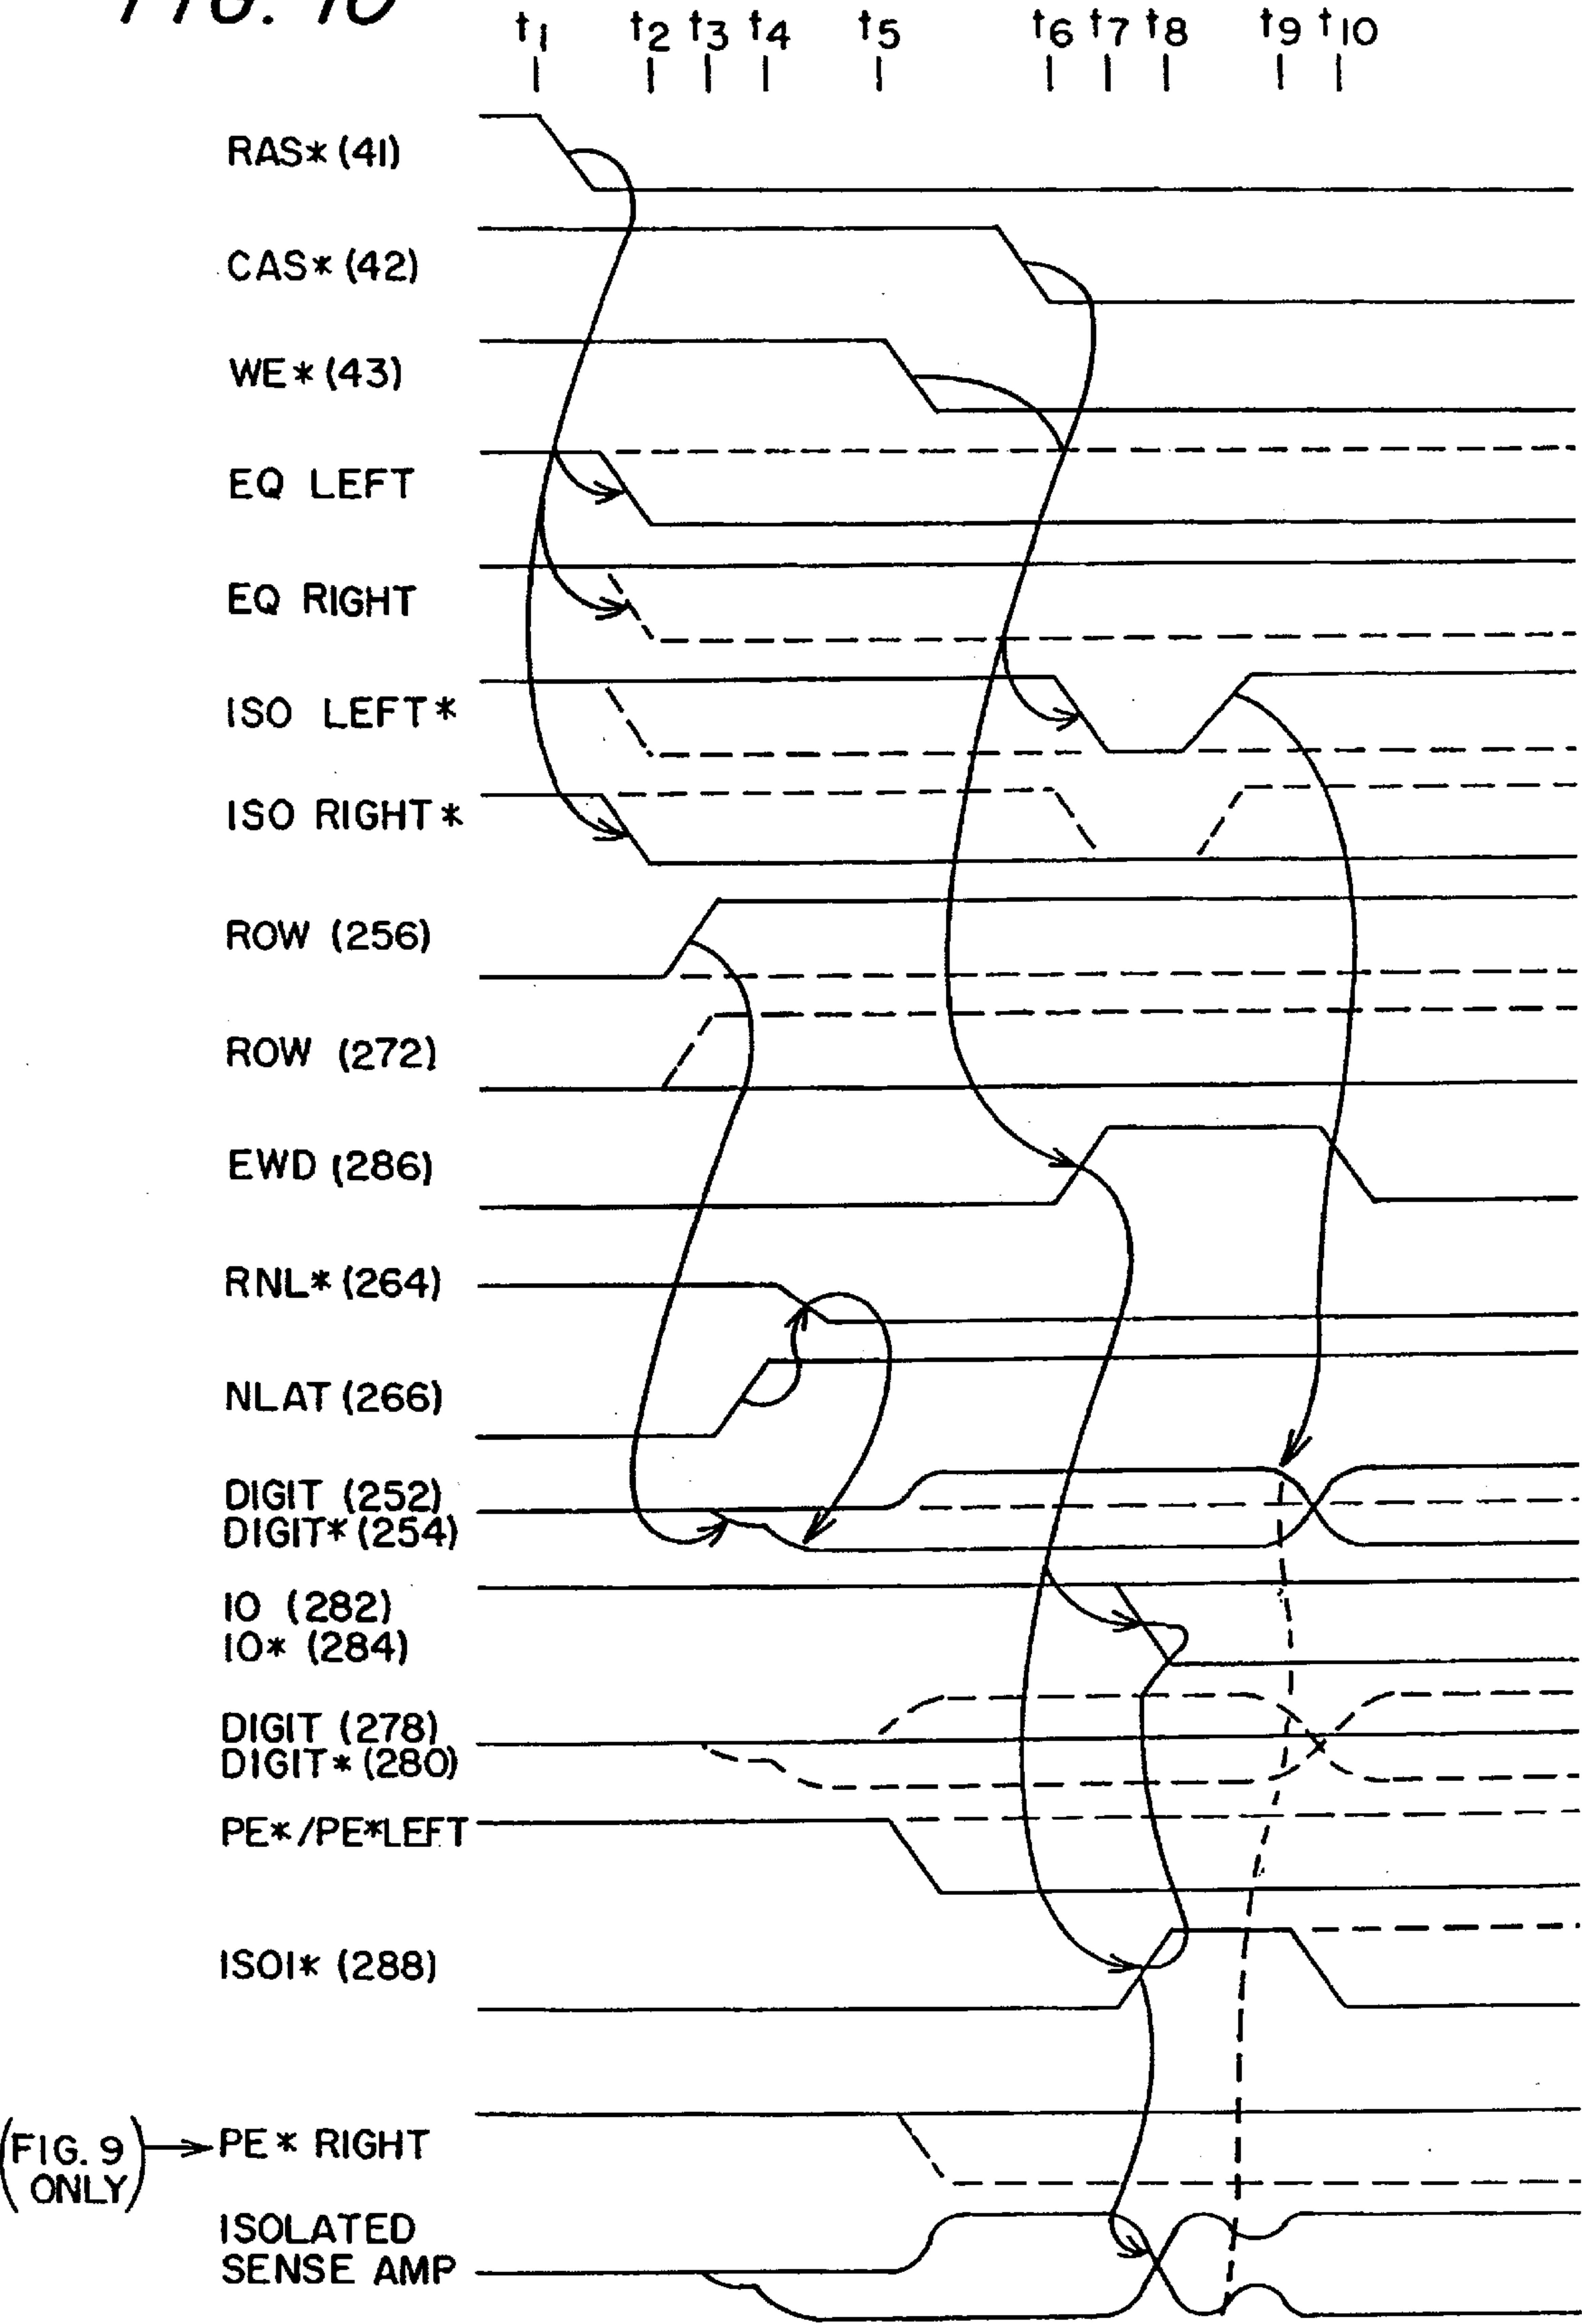 FIG. 10
t1 t2 t3 t4 t5 t6 t7 t8 t9 t10
RAS* (41)
CAS* (42)
WE* (43)
EQ LEFT
EQ RIGHT
ISO LEFT*
ISO RIGHT*
ROW (256)
ROW (272)
EWD (286)
RNL* (264)
NLAT (266)
DIGIT (252)
DIGIT* (254)
IO (282)
IO* (284)
DIGIT (278)
DIGIT* (280)
PE*/PE*LEFT
ISOI* (288)
(FIG. 9
ONLY)
PE* RIGHT
ISOLATED
SENSE AMP